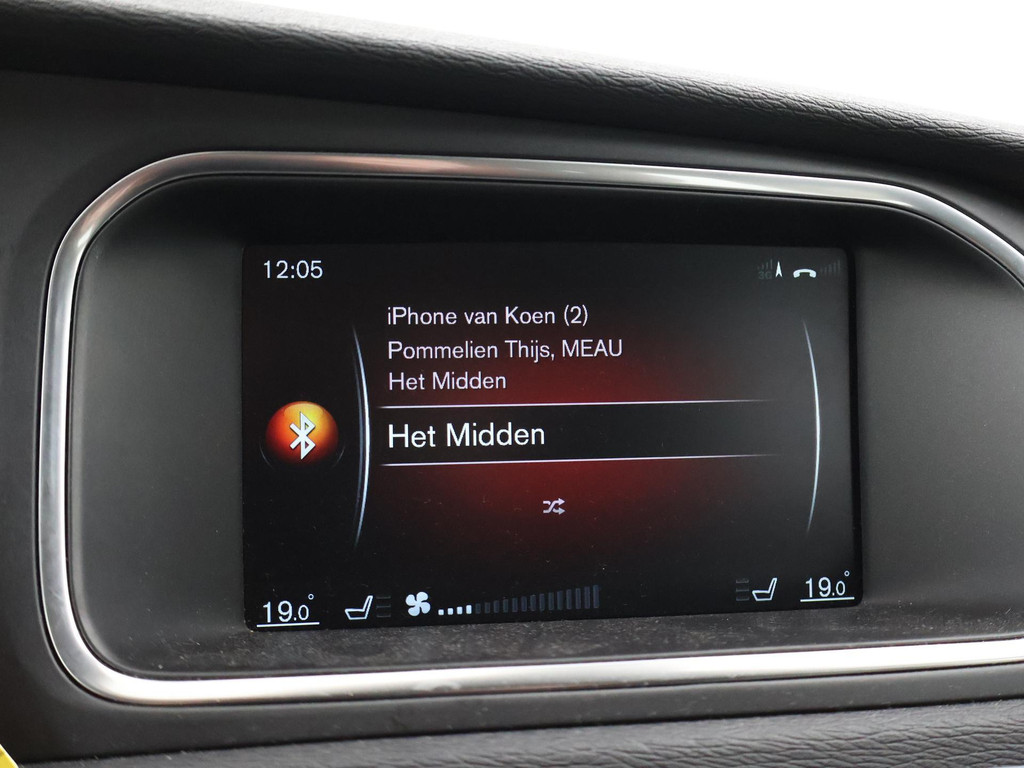 12:05
iPhone van Koen (2)
Pommelien Thijs, MEAU
Het Midden
Het Midden
19.0°
19.0°